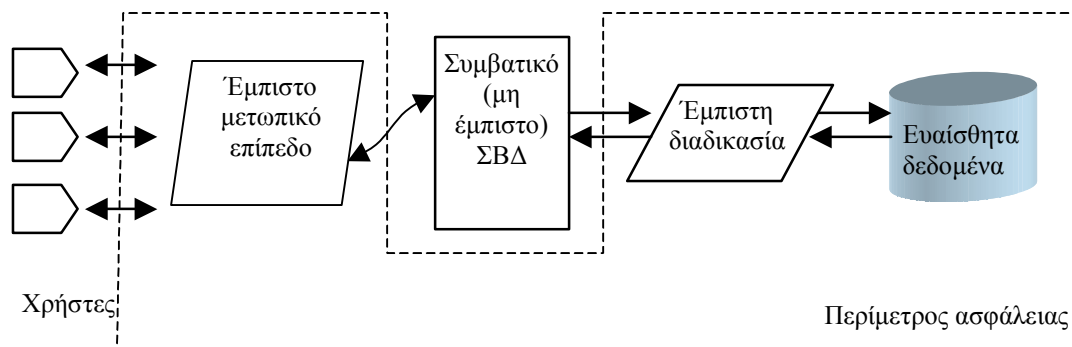 Έμπιστο
μετωπικό
επίπεδο
Συμβατικό
(μη
έμπιστο)
ΣΒΔ
Έμπιστη
διαδικασία
Ευαίσθητα
δεδομένα
Χρήστες
Περίμετρος ασφάλειας